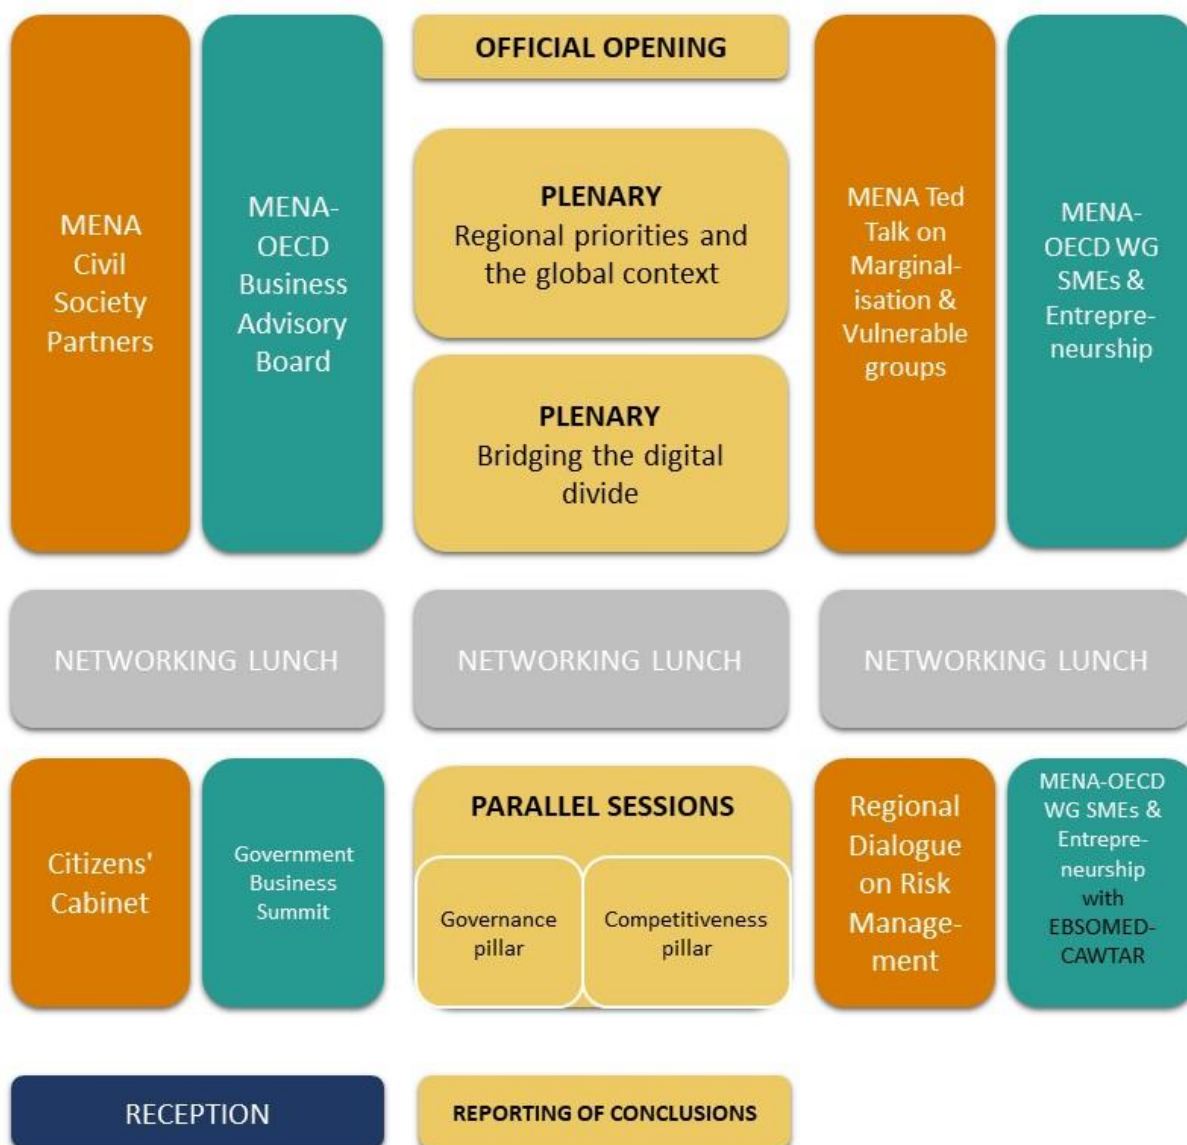 MENA
Civil
Society
Partners
MENA-
OECD
Business
Advisory
Board
OFFICIAL OPENING
PLENARY
Regional priorities and
the global context
PLENARY
Bridging the digital
divide
MENA Ted
Talk on
Marginal-
isation &
Vulnerable
groups
MENA-
OECD WG
SMEs &
Entrepre-
neurship
NETWORKING LUNCH
NETWORKING LUNCH
NETWORKING LUNCH
Citizens'
Cabinet
Government
Business
Summit
PARALLEL SESSIONS
Governance
pillar
Competitiveness
pillar
Regional
Dialogue
on Risk
Manage-
ment
MENA-OECD
WG SMEs &
Entrepre-
neurship
with
EBSOMED-
CAWTAR
RECEPTION
REPORTING OF CONCLUSIONS